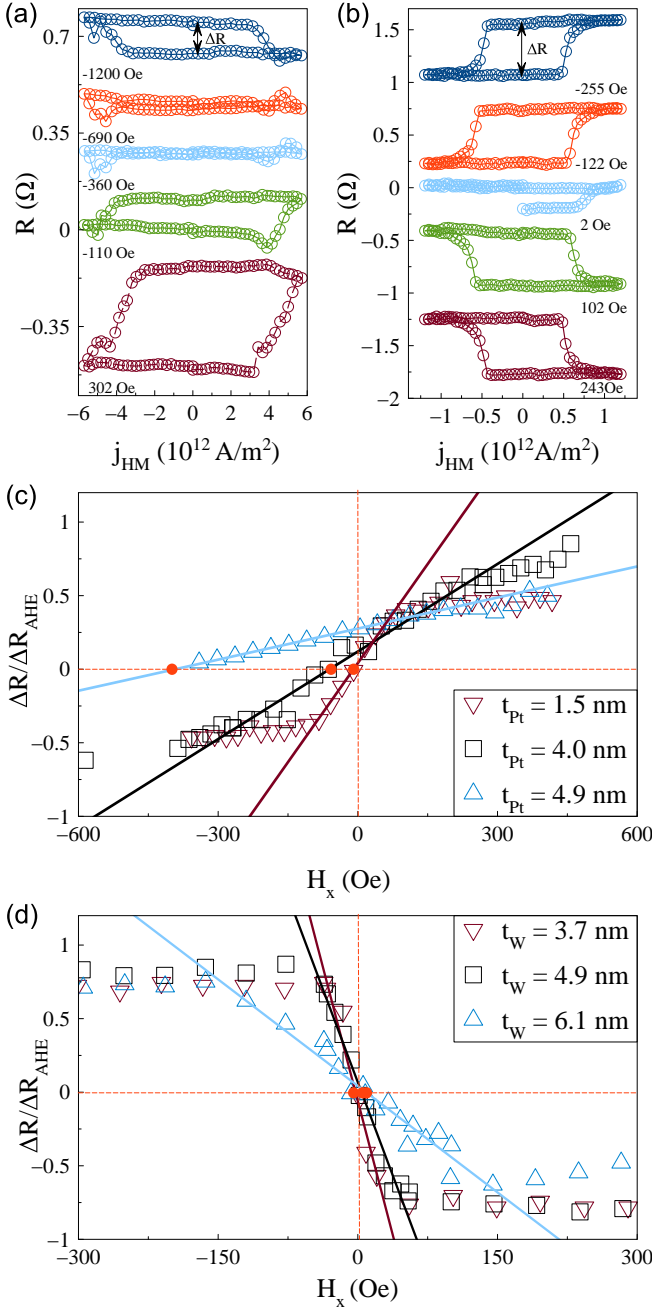 (a)
(b)
R (Ω)
0.7
0.35
0
−0.35
ΔR
-1200 Oe
-690 Oe
-360 Oe
-110 Oe
302 Oe
−6 −4 −2 0 2 4 6
j_HM (10^12 A/m^2)
R (Ω)
1.5
1
0.5
0
−0.5
−1
−1.5
−2
ΔR
-255 Oe
-122 Oe
2 Oe
102 Oe
243Oe
−1 −0.5 0 0.5 1
j_HM (10^12 A/m^2)
(c)
ΔR/ΔR_AHE
1
0.5
0
−0.5
−1
t_Pt = 1.5 nm
t_Pt = 4.0 nm
t_Pt = 4.9 nm
−600 −300 0 300 600
H_x (Oe)
(d)
ΔR/ΔR_AHE
1
0.5
0
−0.5
−1
t_W = 3.7 nm
t_W = 4.9 nm
t_W = 6.1 nm
−300 −150 0 150 300
H_x (Oe)